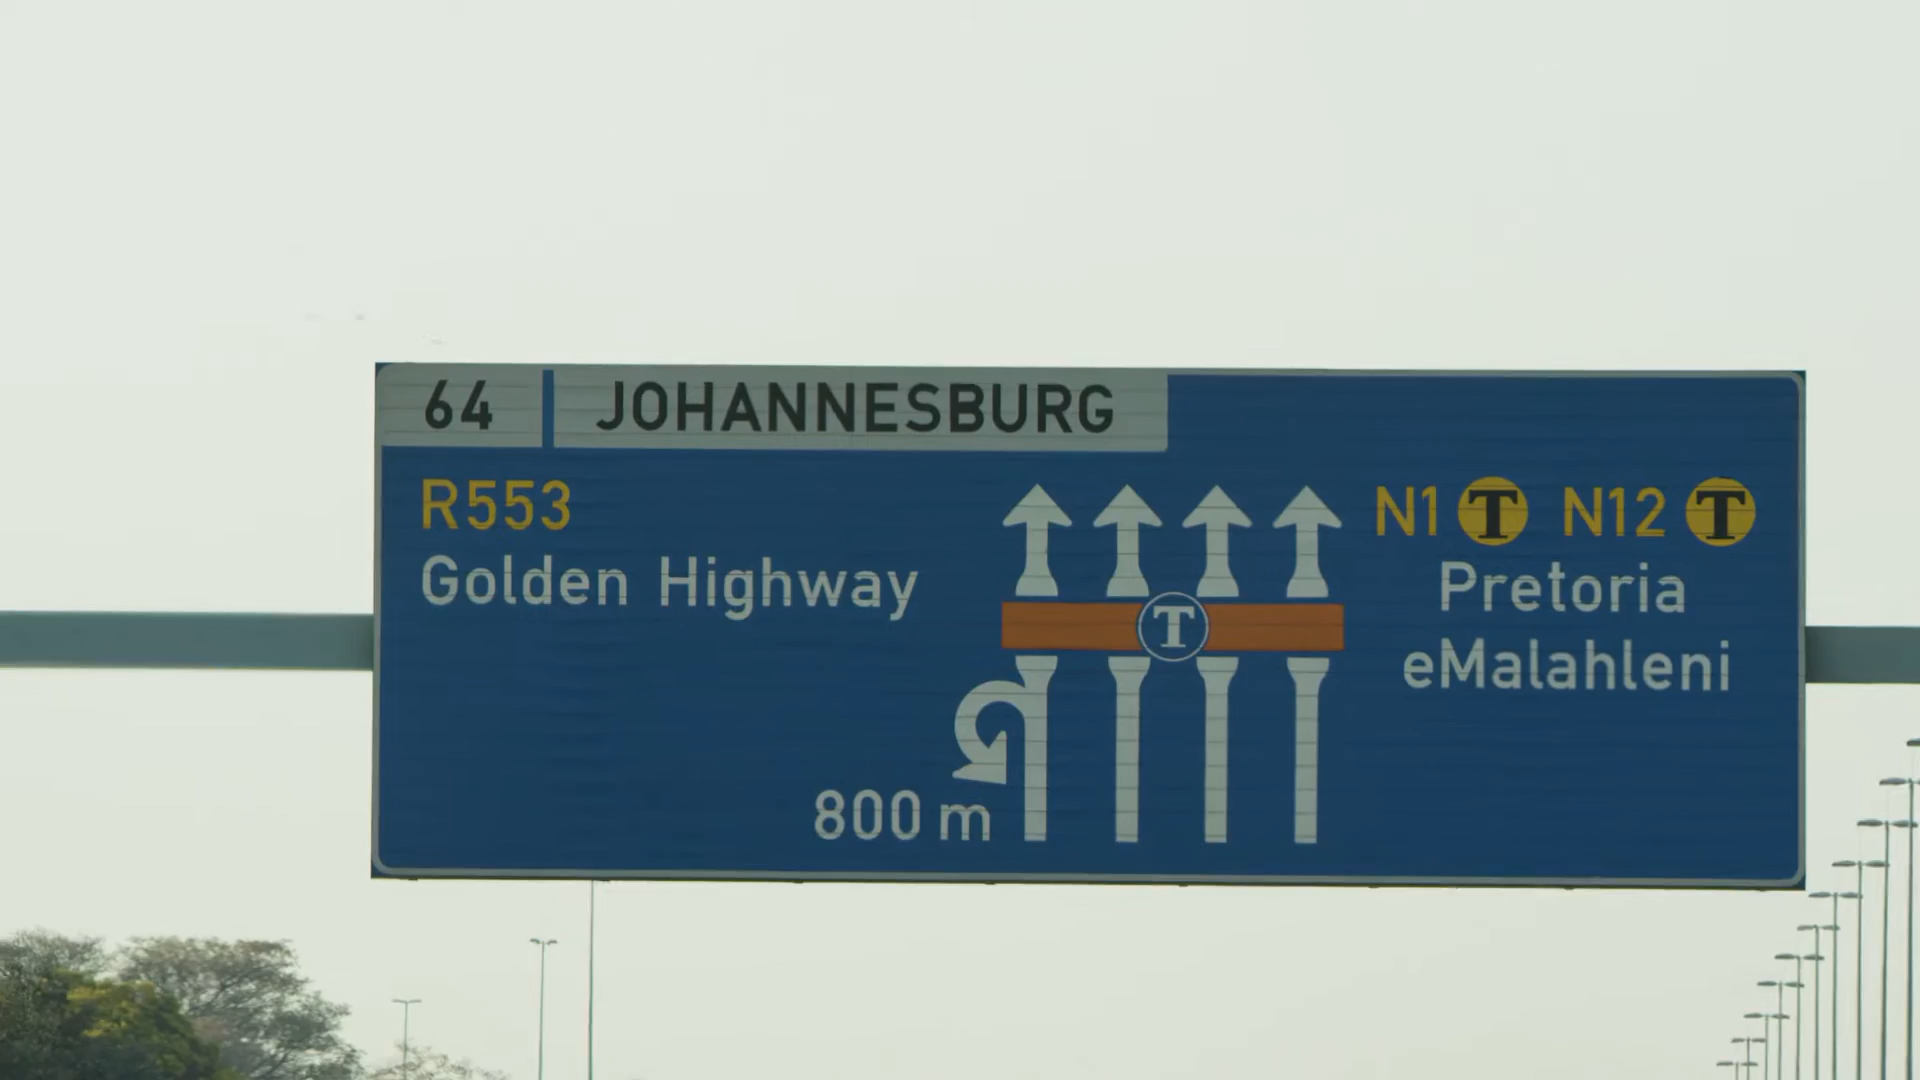 64 JOHANNESBURG
R553
Golden Highway
800 m
T
N1 T N12 T
Pretoria
eMalahleni